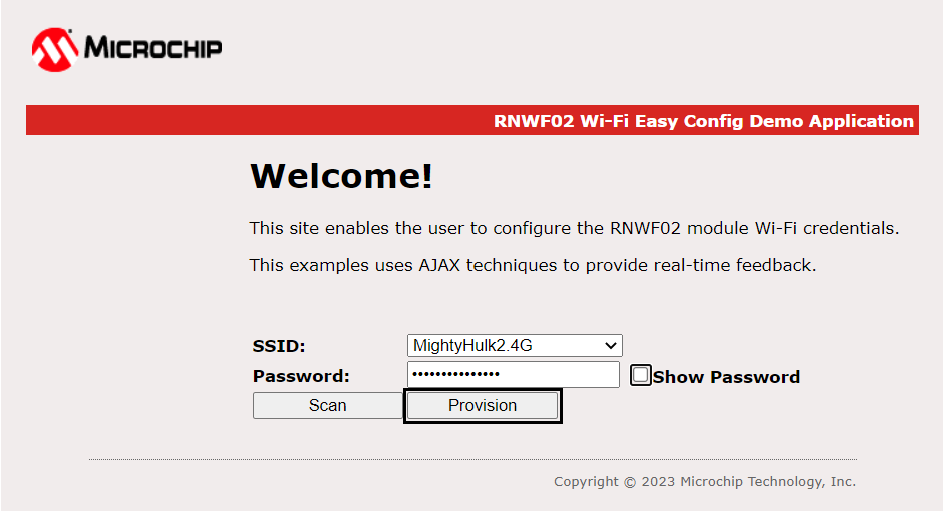 MICROCHIP
RNWF02 Wi-Fi Easy Config Demo Application
Welcome!
This site enables the user to configure the RNWF02 module Wi-Fi credentials.
This examples uses AJAX techniques to provide real-time feedback.
SSID: MightyHulk2.4G
Password: ••••••••••••••• Show Password
Scan Provision
Copyright © 2023 Microchip Technology, Inc.